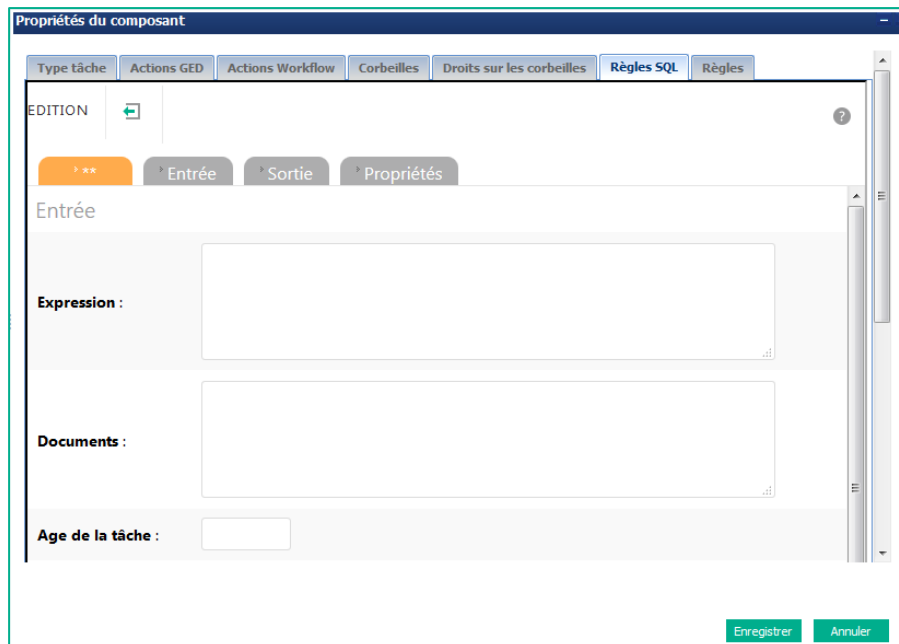 Propriétés du composant
Type tâche Actions GED Actions Workflow Corbeilles Droits sur les corbeilles Règles SQL Règles
EDITION ?
** Entrée Sortie Propriétés
Entrée
Expression :
Documents :
Age de la tâche :
Enregistrer Annuler